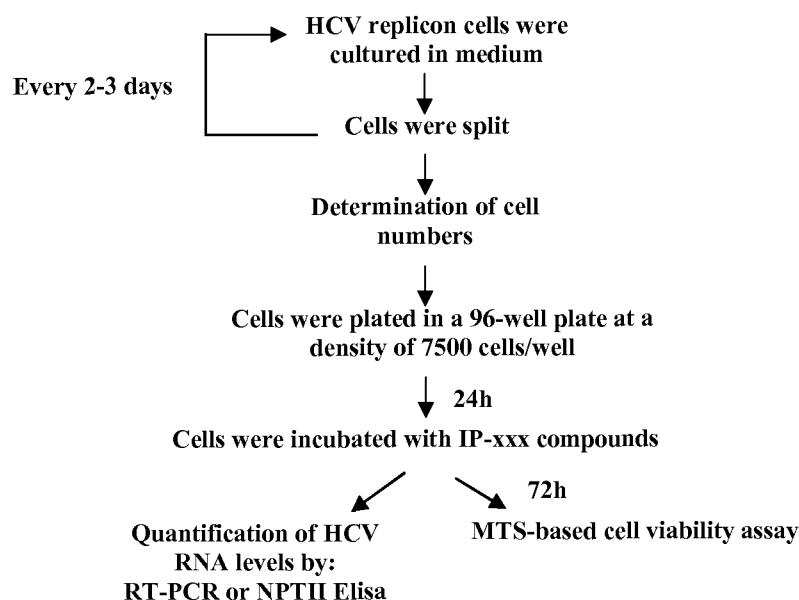 HCV replicon cells were
cultured in medium
Every 2-3 days
Cells were split
Determination of cell
numbers
Cells were plated in a 96-well plate at a
density of 7500 cells/well
24h
Cells were incubated with IP-xxx compounds
72h
Quantification of HCV
RNA levels by:
RT-PCR or NPTII Elisa
MTS-based cell viability assay